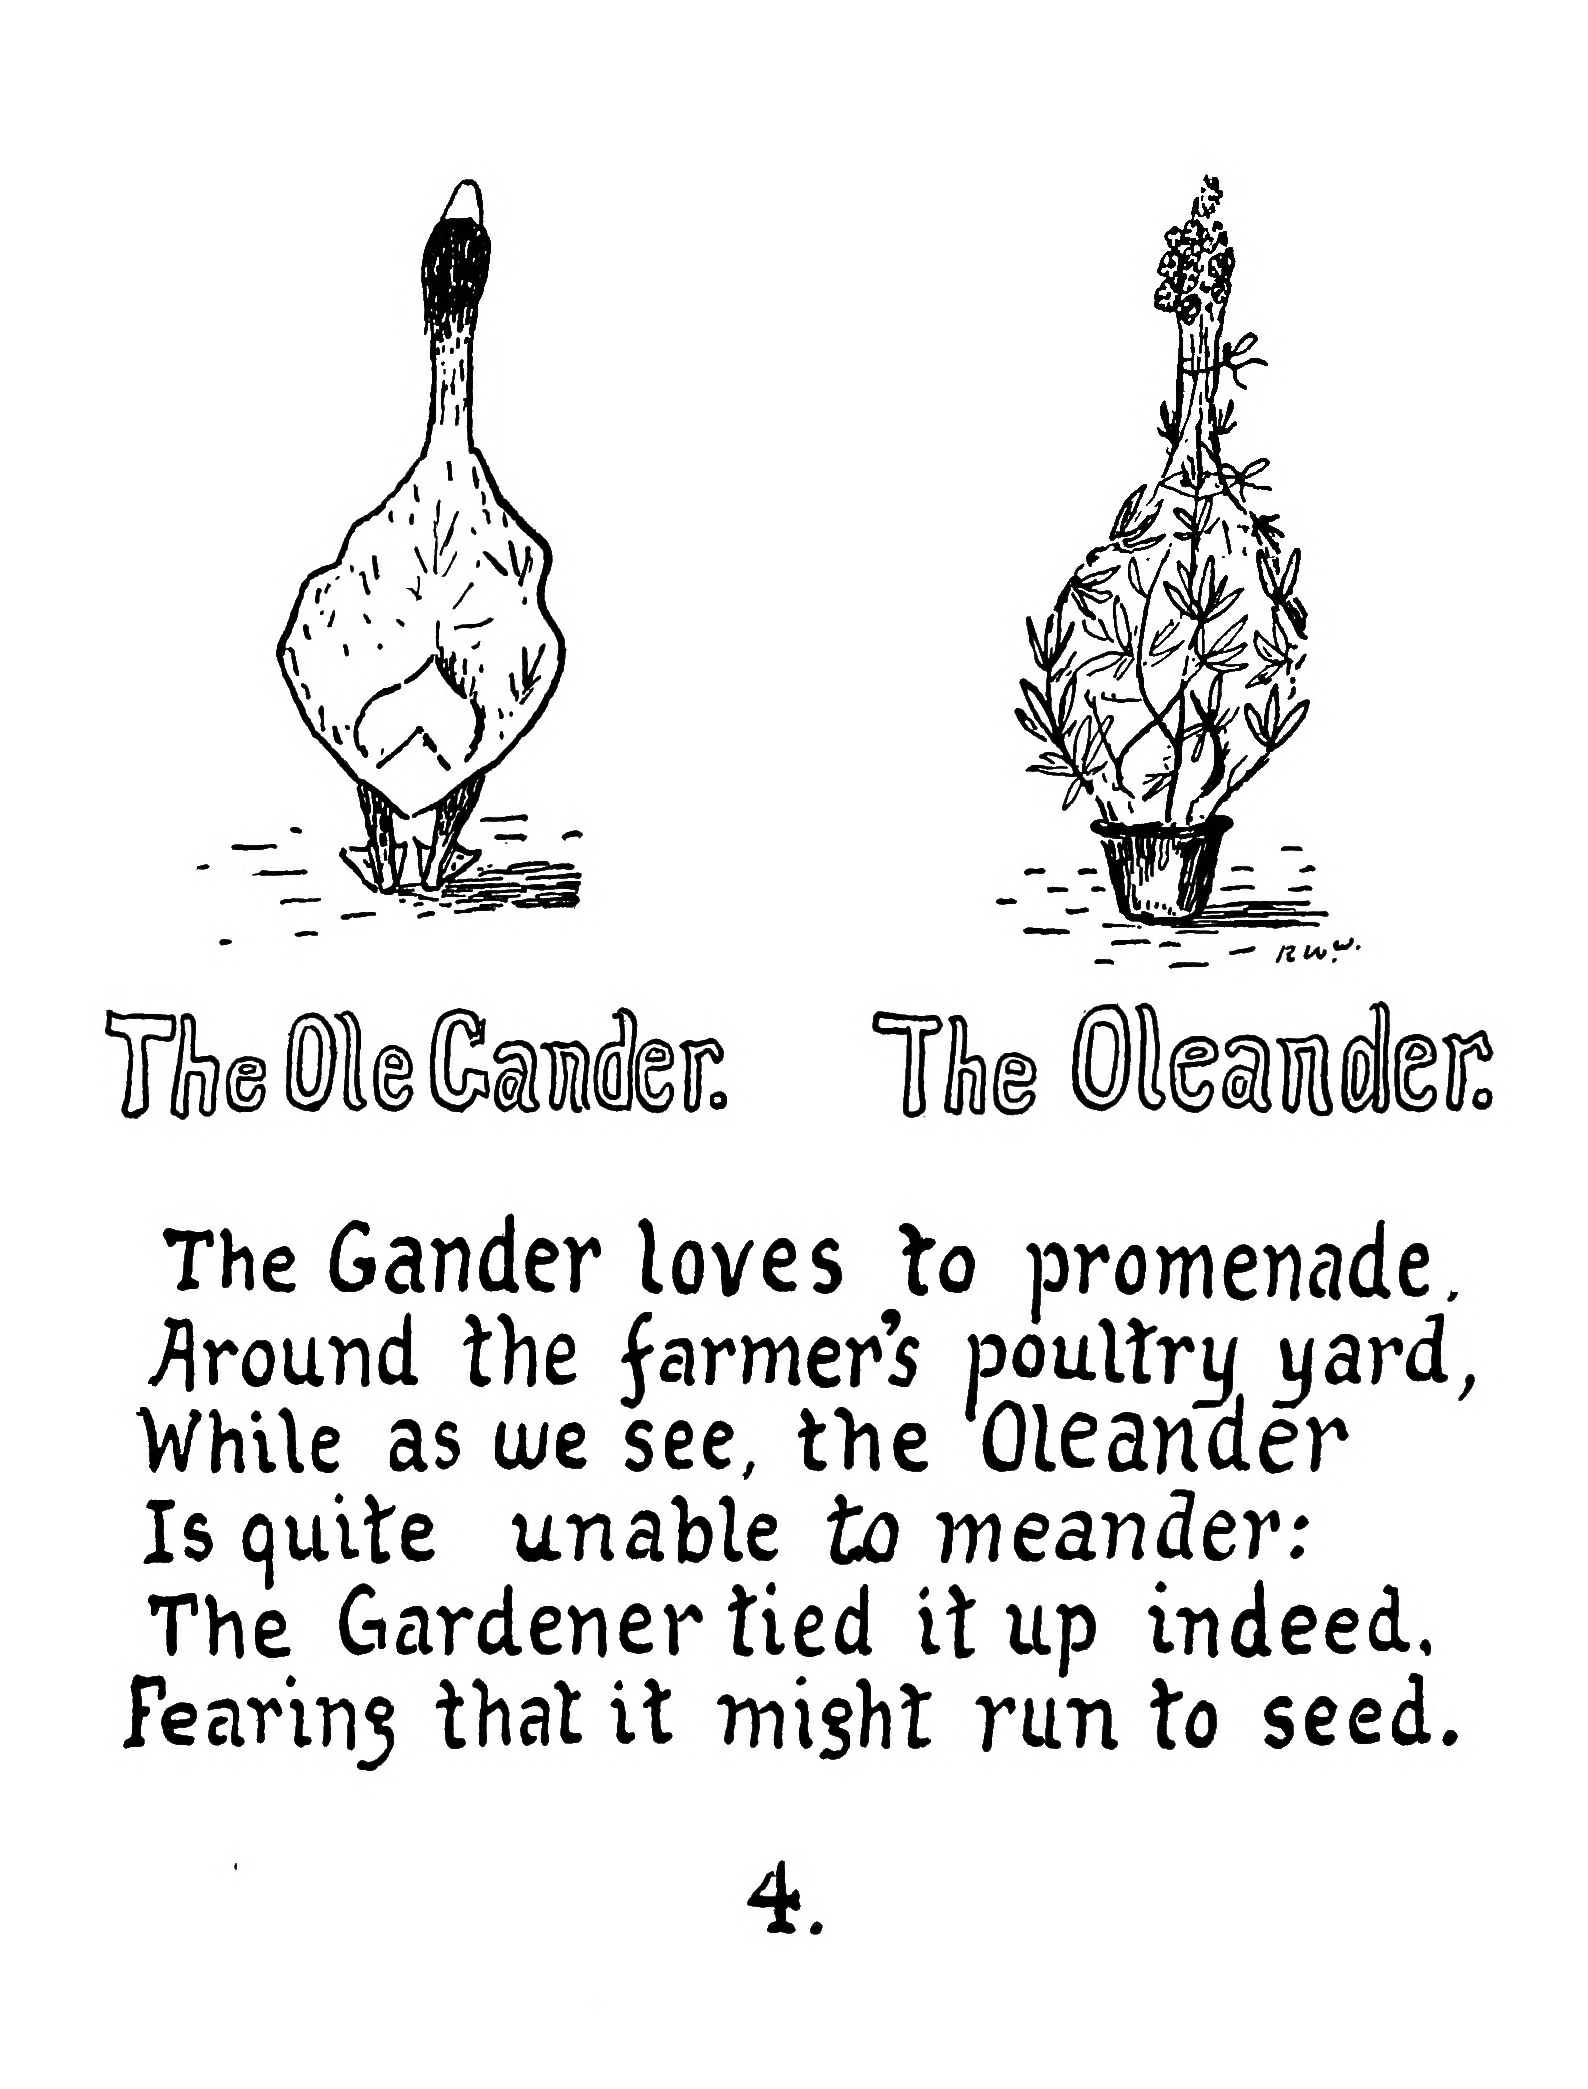 R.W.W.
The Ole Gander. The Oleander.
The Gander loves to promenade,
Around the farmer's poultry yard,
While as we see, the Oleander
Is quite unable to meander:
The Gardener tied it up indeed,
Fearing that it might run to seed.
4.